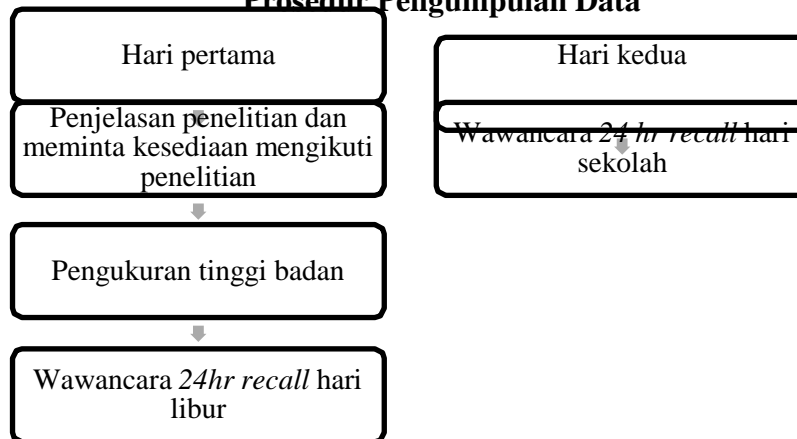 Prosedur Pengumpulan Data
Hari pertama
Penjelasan penelitian dan
meminta kesediaan mengikuti
penelitian
Pengukuran tinggi badan
Wawancara 24hr recall hari
libur
Hari kedua
Wawancara 24 hr recall hari
sekolah